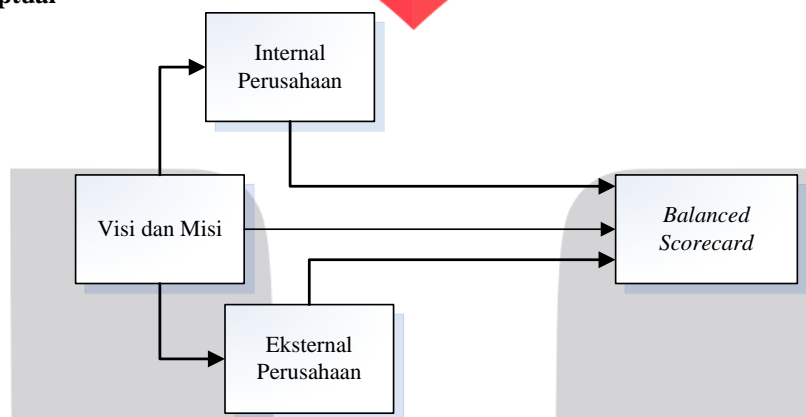 Internal
Perusahaan
Visi dan Misi
Balanced
Scorecard
Eksternal
Perusahaan